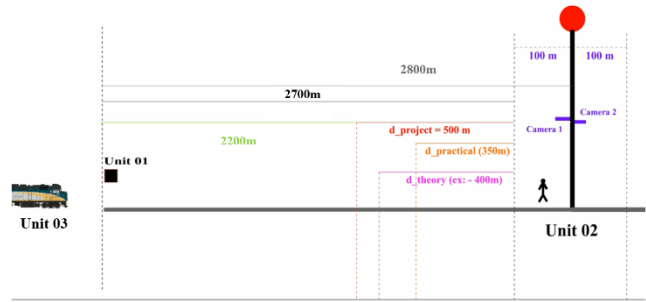 100 m
100 m
2800m
2700m
Camera 2
Camera 1
d_project = 500 m
2200m
d_practical (350m)
Unit 01
d_theory (ex: - 400m)
Unit 03
Unit 02